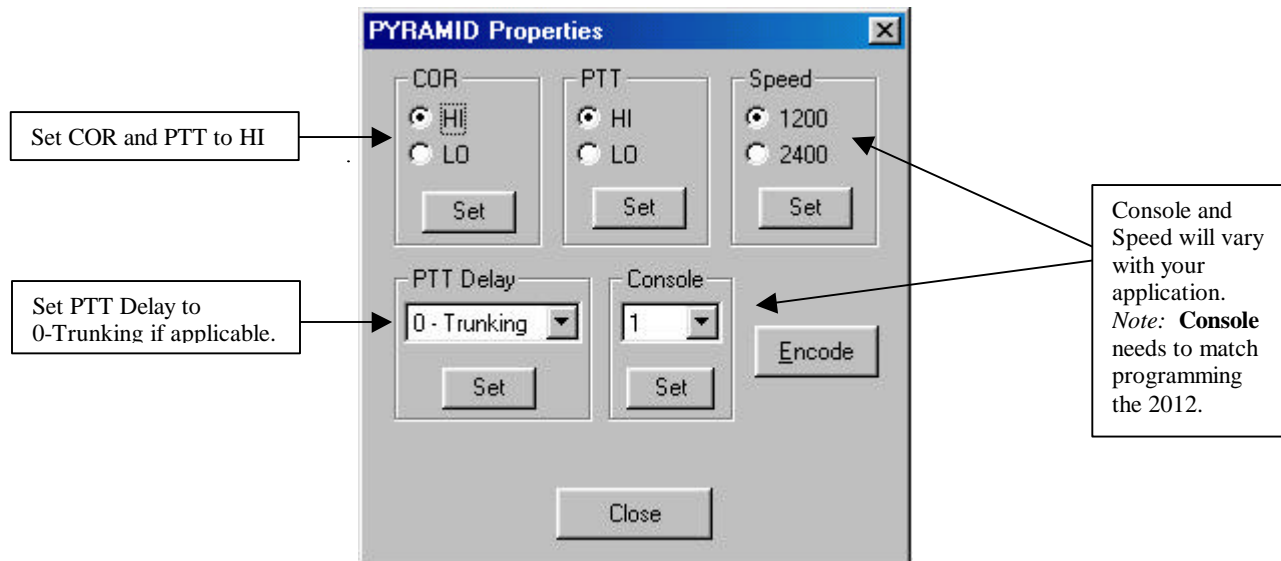 PYRAMID Properties
COR
PTT
Speed
HI
HI
1200
LO
LO
2400
Set
Set
Set
PTT Delay
Console
0 - Trunking
1
Encode
Set
Set
Close
Set COR and PTT to HI
Set PTT Delay to
0-Trunking if applicable.
Console and
Speed will vary
with your
application.
Note: Console
needs to match
programming
the 2012.